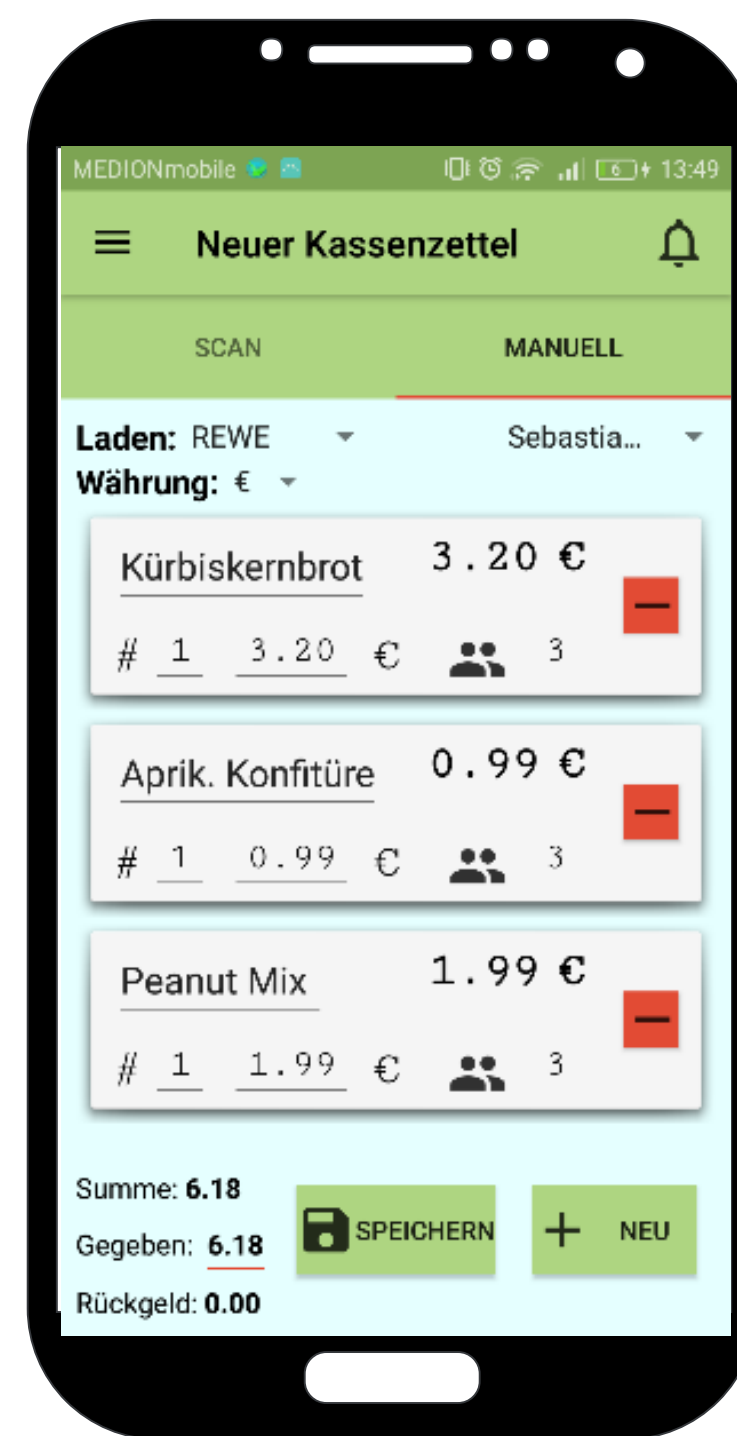 MEDIONmobile 6 13:49
Neuer Kassenzettel
SCAN MANUELL
Laden: REWE Sebastia...
Währung: €
Kürbiskernbrot 3.20 €
# 1 3.20 € 3
Aprik. Konfitüre 0.99 €
# 1 0.99 € 3
Peanut Mix 1.99 €
# 1 1.99 € 3
Summe: 6.18
Gegeben: 6.18 SPEICHERN + NEU
Rückgeld: 0.00